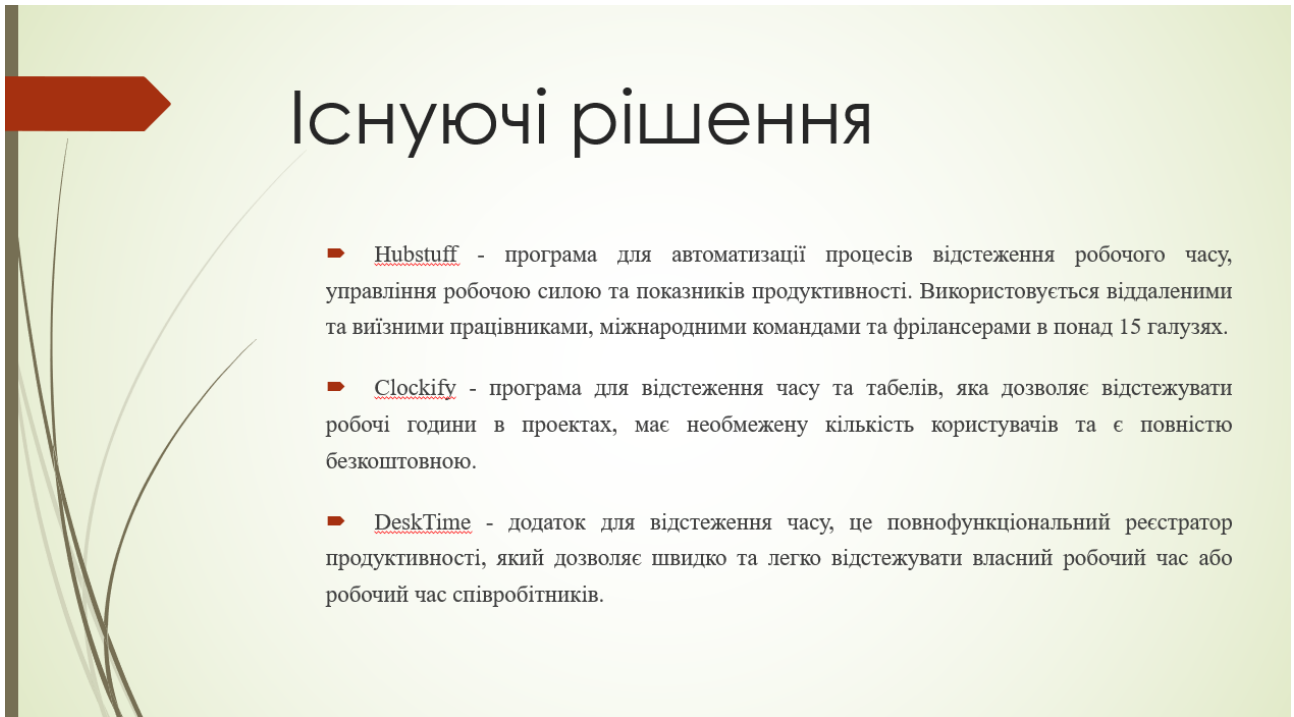 Існуючі рішення
Hubstuff - програма для автоматизації процесів відстеження робочого часу,
управління робочою силою та показників продуктивності. Використовується віддаленими
та виїзними працівниками, міжнародними командами та фрілансерами в понад 15 галузях.
Clockify - програма для відстеження часу та табелів, яка дозволяє відстежувати
робочі години в проектах, має необмежену кількість користувачів та є повністю
безкоштовною.
DeskTime - додаток для відстеження часу, це повнофункціональний реєстратор
продуктивності, який дозволяє швидко та легко відстежувати власний робочий час або
робочий час співробітників.